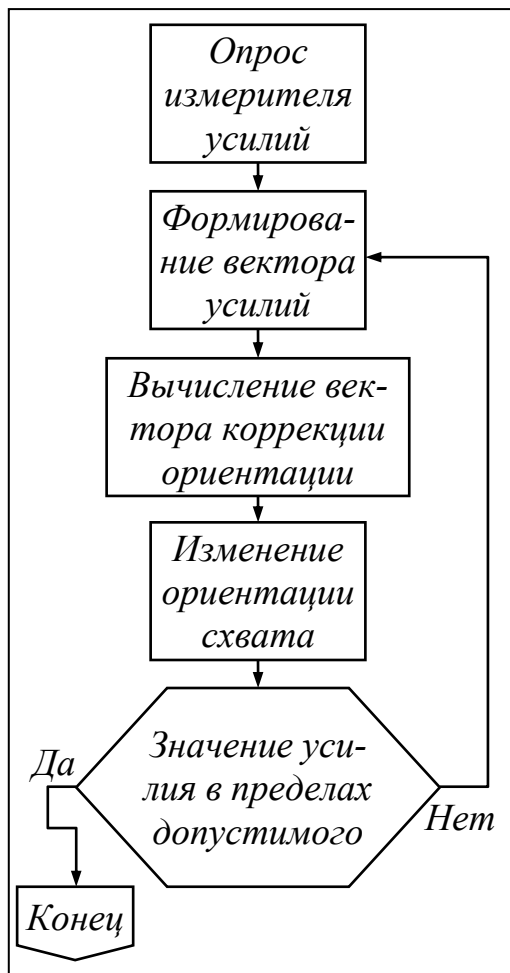 Опрос
измерителя
усилий
Формирова-
ние вектора
усилий
Вычисление век-
тора коррекции
ориентации
Изменение
ориентации
схвата
Значение уси-
лия в пределах
допустимого
Да
Нет
Конец